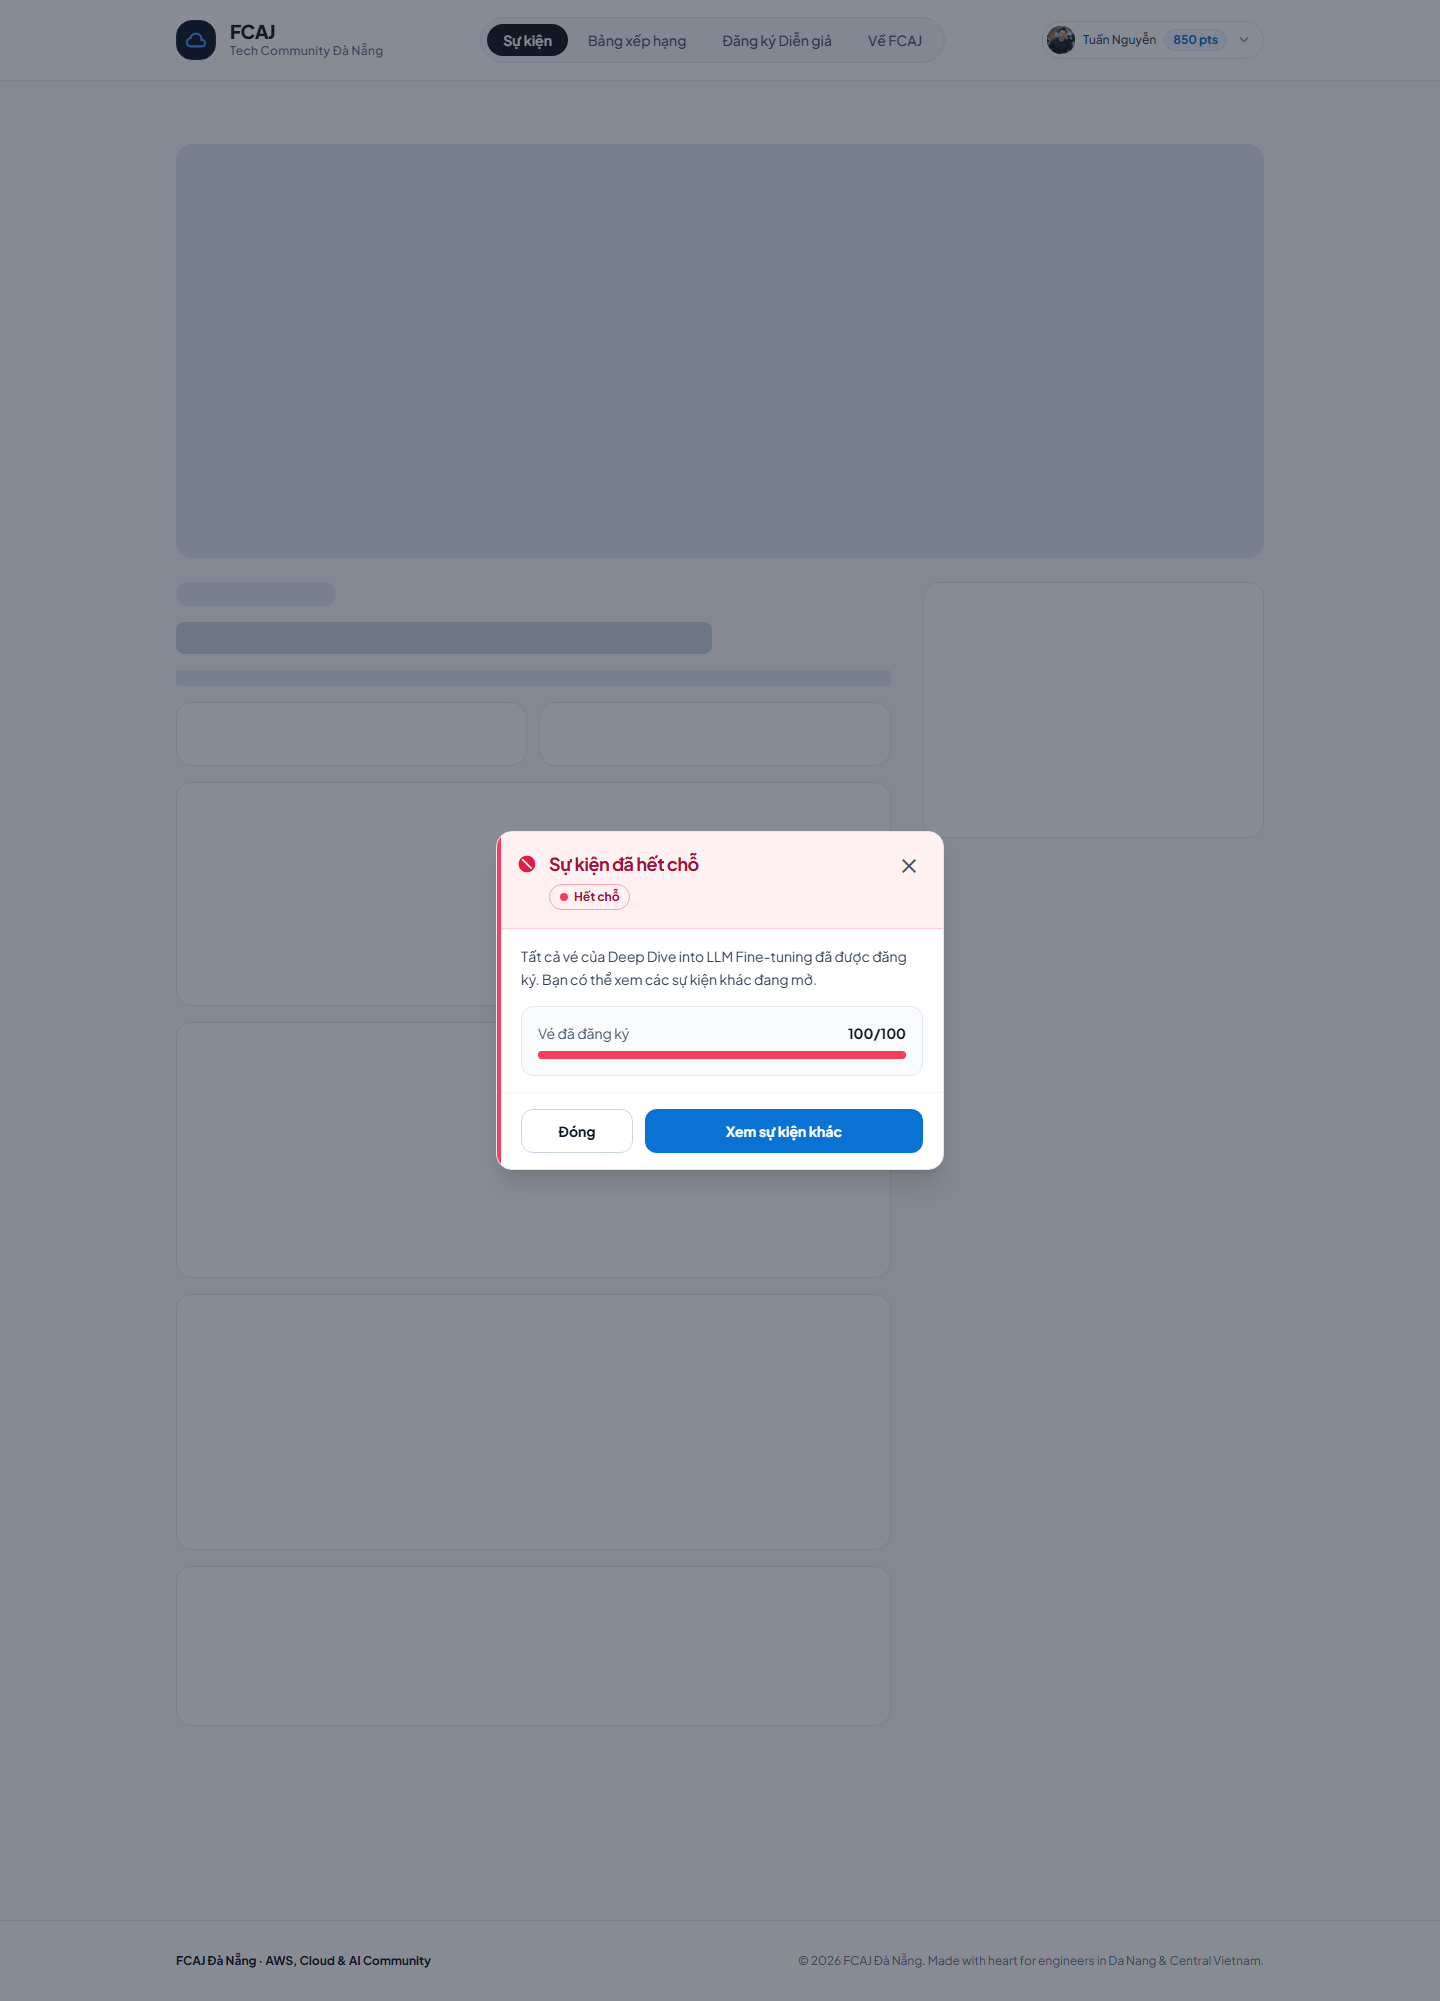 FCAJ
Tech Community Đà Nẵng
Sự kiện
Bảng xếp hạng
Đăng ký Diễn giả
Về FCAJ
Tuấn Nguyễn
850 pts
Sự kiện đã hết chỗ
Hết chỗ
Tất cả vé của Deep Dive into LLM Fine-tuning đã được đăng
ký. Bạn có thể xem các sự kiện khác đang mở.
Vé đã đăng ký
100/100
Đóng
Xem sự kiện khác
FCAJ Đà Nẵng · AWS, Cloud & AI Community
© 2026 FCAJ Đà Nẵng. Made with heart for engineers in Da Nang & Central Vietnam.